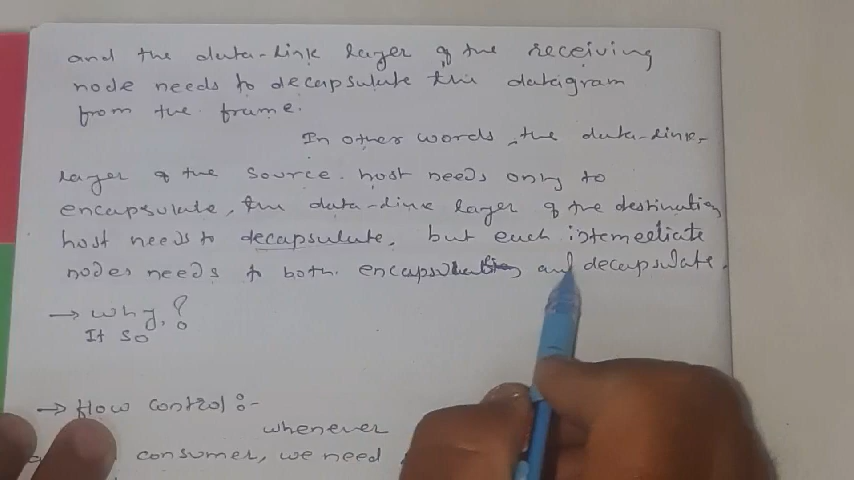 and the data-link layer of the receiving
node needs to decapsulate the datagram
from the frame.
In other words, the data-link-
layer of the source host needs only to
encapsulate, the data-link layer of the destination
host needs to decapsulate, but each intemediate
nodes needs to both encapsulate and decapsulate.
→ why?
It so
→ flow control :-
whenever
consumer, we need